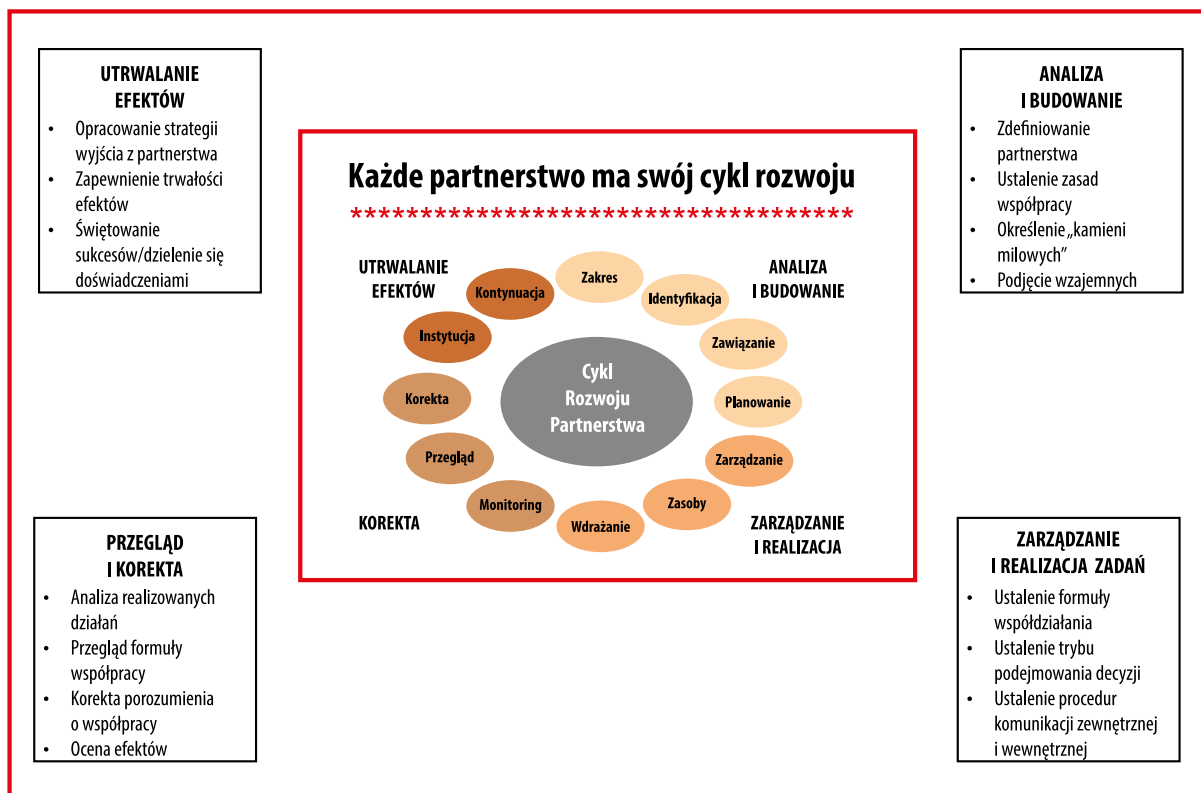 UTRWALANIE
EFEKTÓW
• Opracowanie strategii
wyjścia z partnerstwa
• Zapewnienie trwałości
efektów
• Świętowanie
sukcesów/dzielenie się
doświadczeniami
ANALIZA
I BUDOWANIE
• Zdefiniowanie
partnerstwa
• Ustalenie zasad
współpracy
• Określenie „kamieni
milowych”
• Podjęcie wzajemnych
Każde partnerstwo ma swój cykl rozwoju
************************************
UTRWALANIE
EFEKTÓW
ANALIZA
I BUDOWANIE
Zakres
Identyfikacja
Zawiązanie
Planowanie
Zarządzanie
Zasoby
Wdrażanie
Monitoring
Przegląd
Korekta
Instytucja
Kontynuacja
Cykl
Rozwoju
Partnerstwa
KOREKTA
ZARZĄDZANIE
I REALIZACJA
PRZEGLĄD
I KOREKTA
• Analiza realizowanych
działań
• Przegląd formuły
współpracy
• Korekta porozumienia
o współpracy
• Ocena efektów
ZARZĄDZANIE
I REALIZACJA ZADAŃ
• Ustalenie formuły
współdziałania
• Ustalenie trybu
podejmowania decyzji
• Ustalenie procedur
komunikacji zewnętrznej
i wewnętrznej